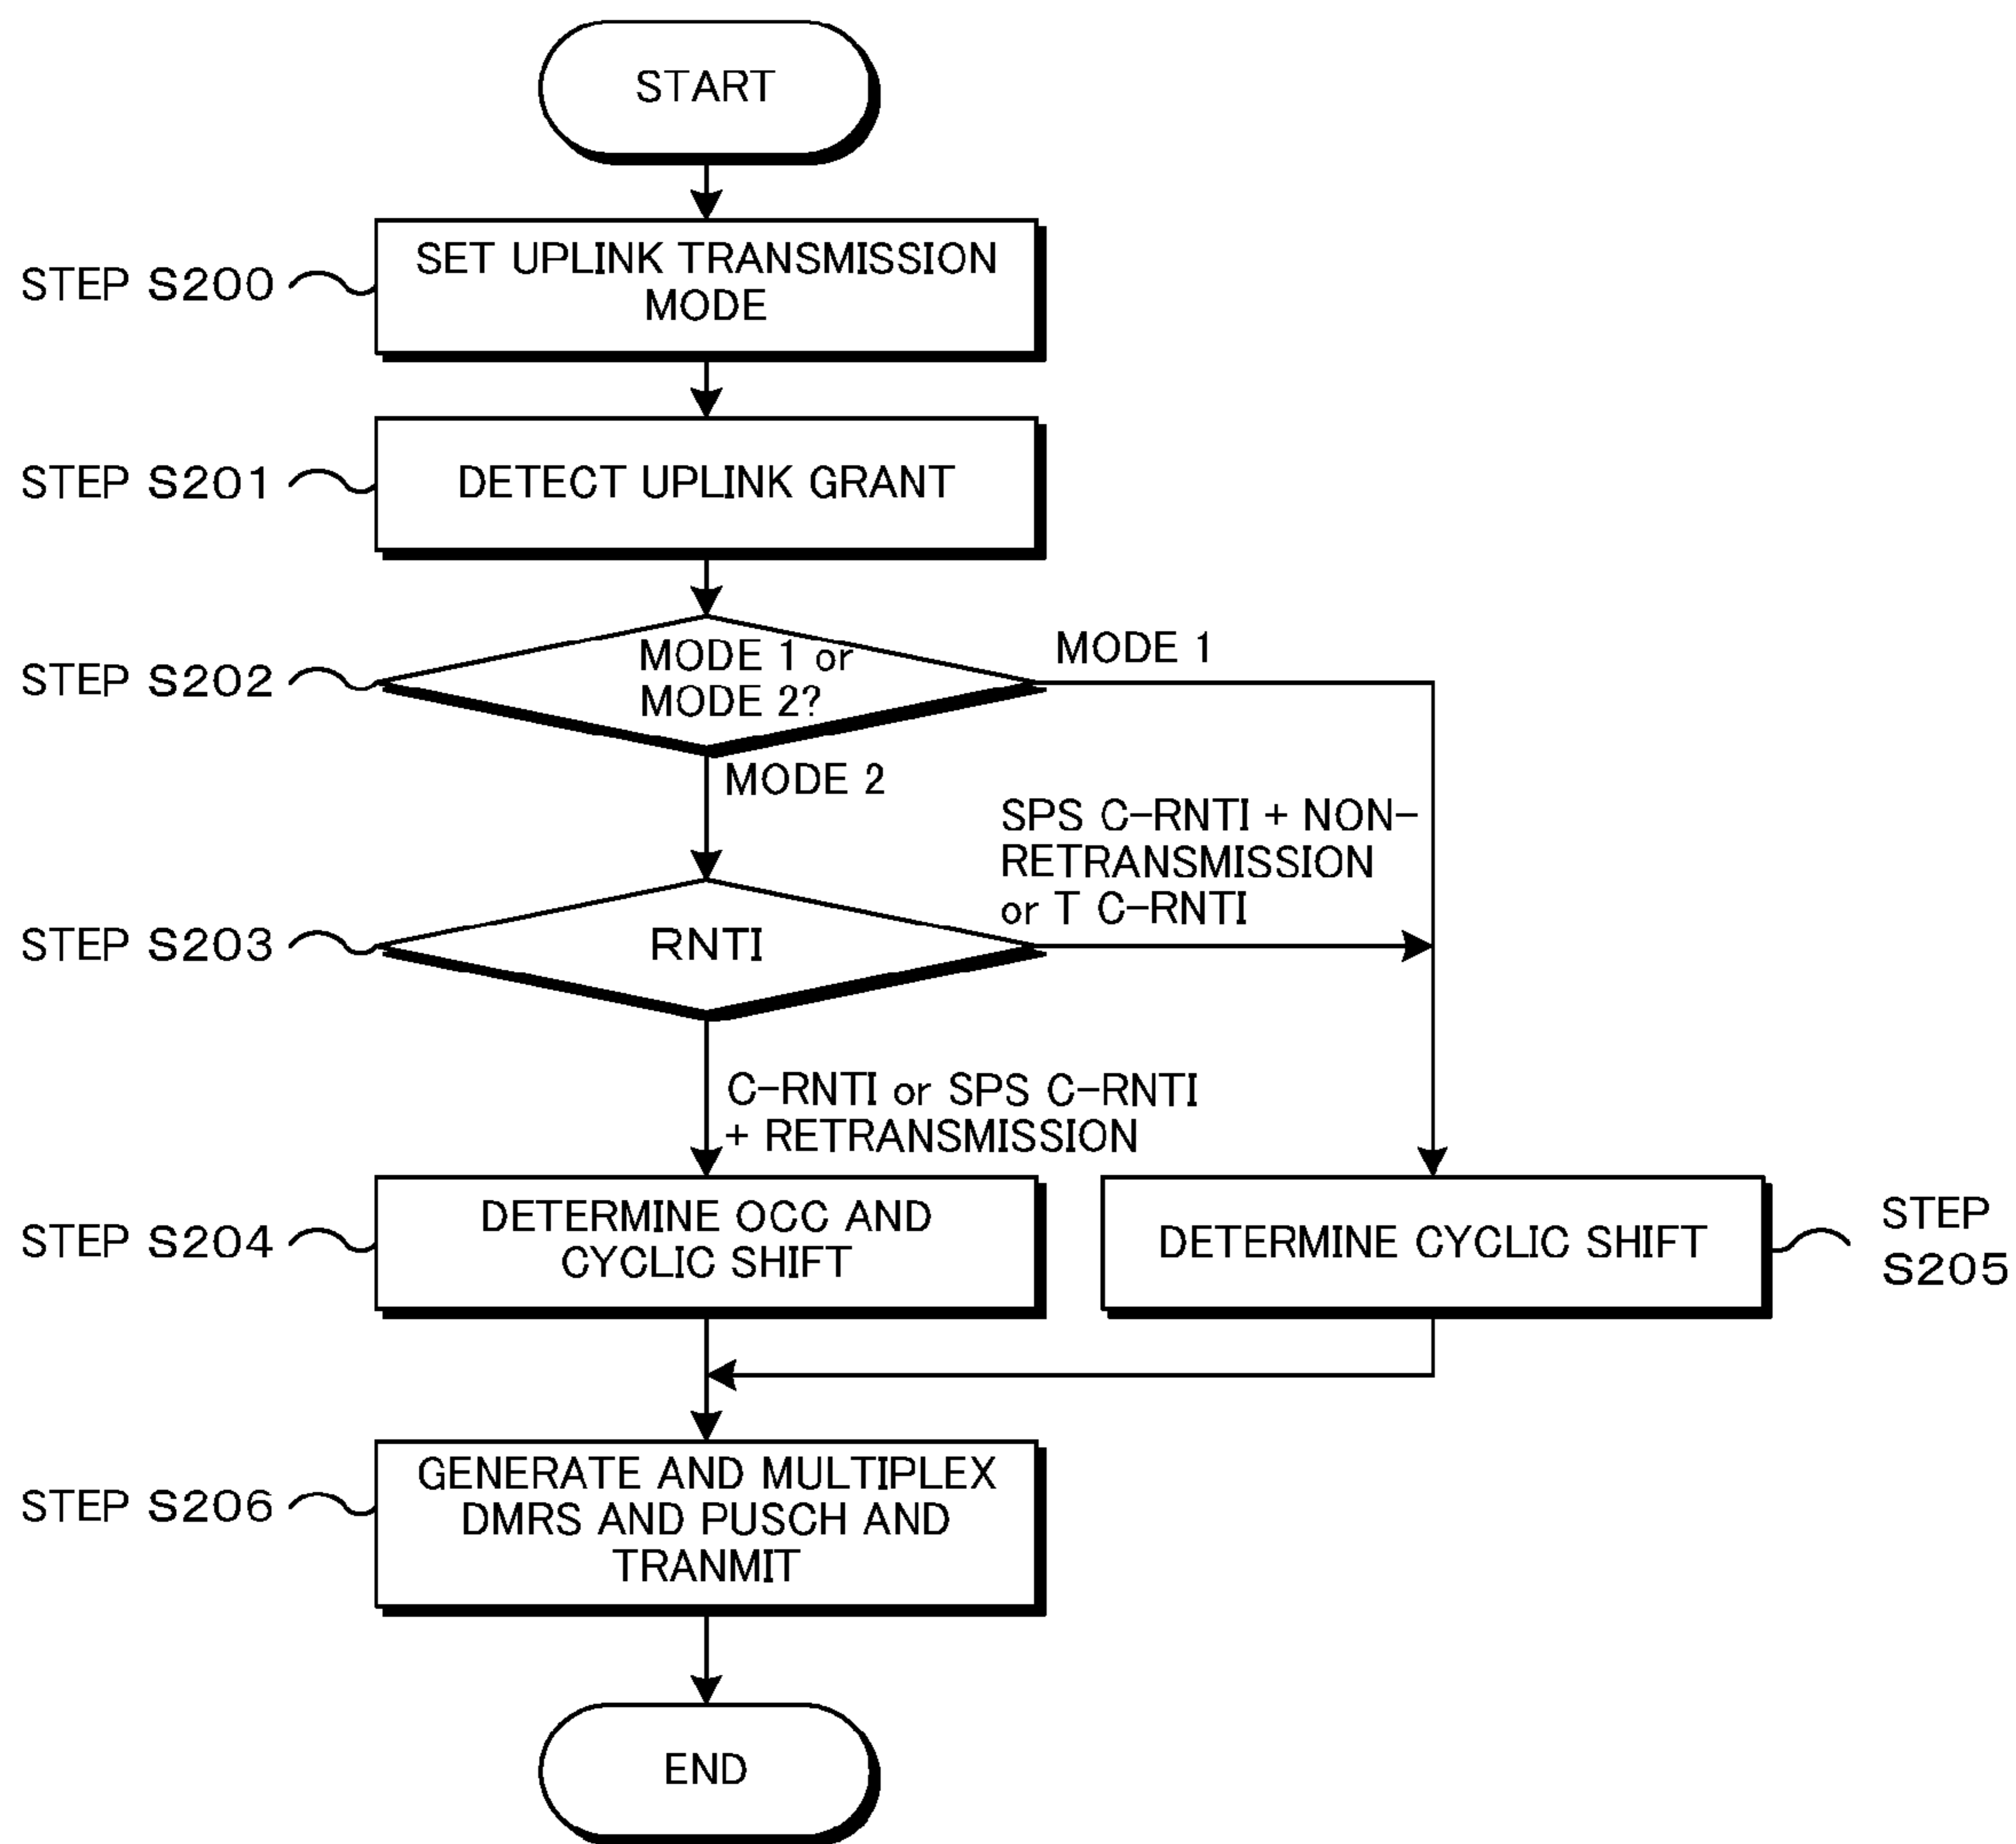 START
STEP S200
SET UPLINK TRANSMISSION
MODE
STEP S201
DETECT UPLINK GRANT
STEP S202
MODE 1 or
MODE 2?
MODE 1
MODE 2
SPS C-RNTI + NON-
RETRANSMISSION
or T C-RNTI
STEP S203
RNTI
C-RNTI or SPS C-RNTI
+ RETRANSMISSION
STEP S204
DETERMINE OCC AND
CYCLIC SHIFT
DETERMINE CYCLIC SHIFT
STEP
S205
STEP S206
GENERATE AND MULTIPLEX
DMRS AND PUSCH AND
TRANMIT
END